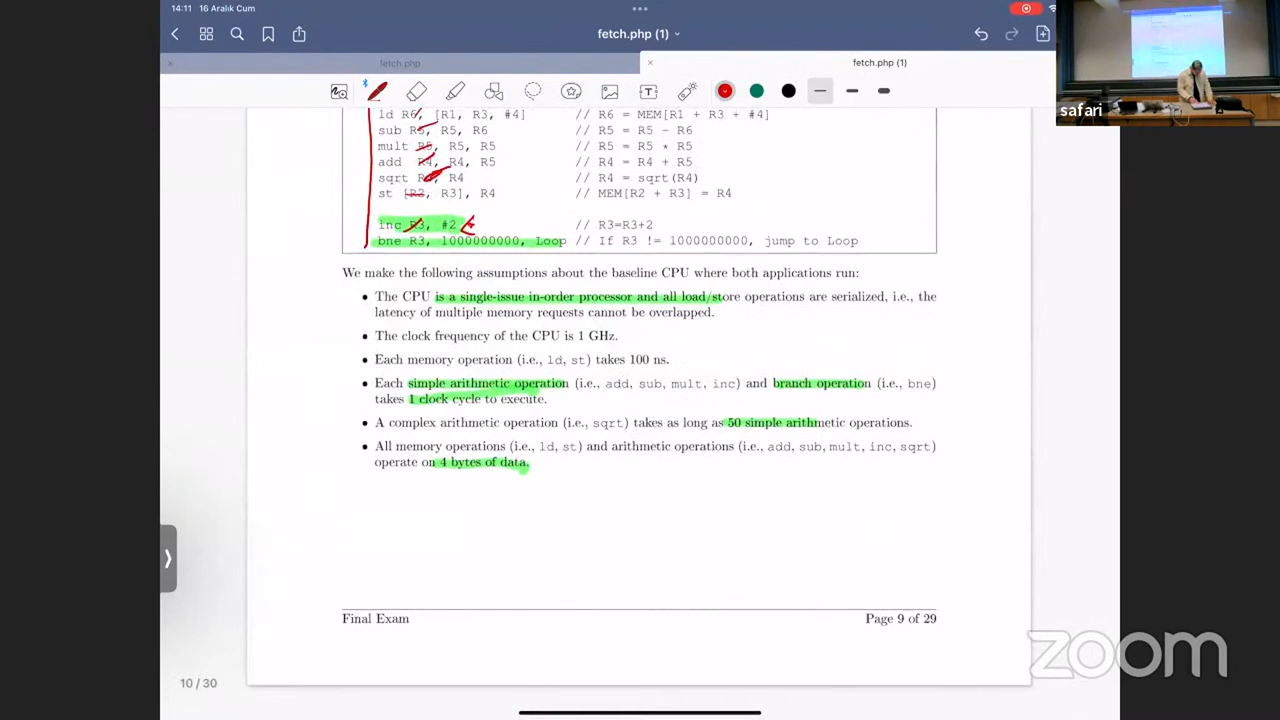 14:11 16 Aralık Cum
fetch.php (1)
fetch.php
fetch.php (1)
safari
ld R6, [R1, R3, #4] // R6 = MEM[R1 + R3 + #4]
sub R5, R5, R6 // R5 = R5 - R6
mult R5, R5, R5 // R5 = R5 * R5
add R4, R4, R5 // R4 = R4 + R5
sqrt R4, R4 // R4 = sqrt(R4)
st [R2, R3], R4 // MEM[R2 + R3] = R4
inc R3, #2 // R3=R3+2
bne R3, 1000000000, Loop // If R3 != 1000000000, jump to Loop
We make the following assumptions about the baseline CPU where both applications run:
• The CPU is a single-issue in-order processor and all load/store operations are serialized, i.e., the
latency of multiple memory requests cannot be overlapped.
• The clock frequency of the CPU is 1 GHz.
• Each memory operation (i.e., ld, st) takes 100 ns.
• Each simple arithmetic operation (i.e., add, sub, mult, inc) and branch operation (i.e., bne)
takes 1 clock cycle to execute.
• A complex arithmetic operation (i.e., sqrt) takes as long as 50 simple arithmetic operations.
• All memory operations (i.e., ld, st) and arithmetic operations (i.e., add, sub, mult, inc, sqrt)
operate on 4 bytes of data.
Final Exam Page 9 of 29
10 / 30
zoom